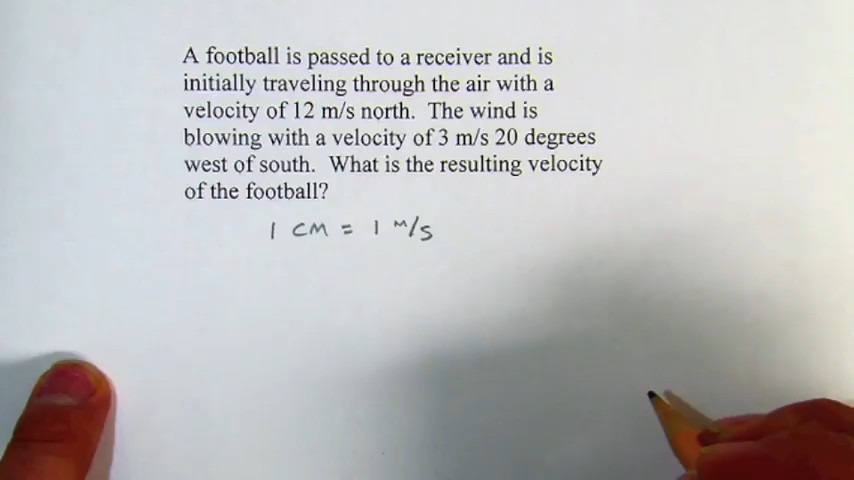 A football is passed to a receiver and is
initially traveling through the air with a
velocity of 12 m/s north. The wind is
blowing with a velocity of 3 m/s 20 degrees
west of south. What is the resulting velocity
of the football?
1 CM = 1 M/S